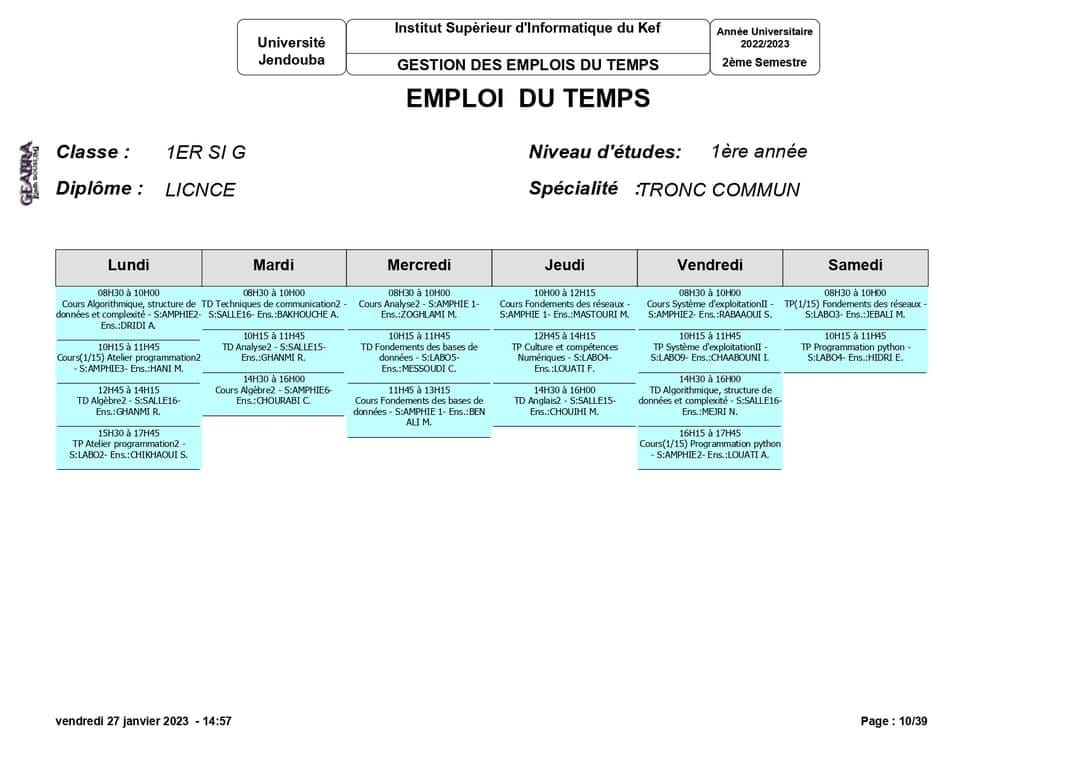 Université
Jendouba
Institut Supèrieur d'Informatique du Kef
GESTION DES EMPLOIS DU TEMPS
Année Universitaire
2022/2023
2ème Semestre
EMPLOI DU TEMPS
GEABRA
Classe : 1ER SI G
Niveau d'études: 1ère année
Diplôme : LICNCE
Spécialité :TRONC COMMUN
Lundi
08H30 à 10H00
Cours Algorithmique, structure de
données et complexité - S:AMPHIE2-
Ens.:DRIDI A.
10H15 à 11H45
Cours(1/15) Atelier programmation2
- S:AMPHIE3- Ens.:HANI M.
12H45 à 14H15
TD Algèbre2 - S:SALLE16-
Ens.:GHANMI R.
15H30 à 17H45
TP Atelier programmation2 -
S:LABO2- Ens.:CHIKHAOUI S.
Mardi
08H30 à 10H00
TD Techniques de communication2 -
S:SALLE16- Ens.:BAKHOUCHE A.
10H15 à 11H45
TD Analyse2 - S:SALLE15-
Ens.:GHANMI R.
14H30 à 16H00
Cours Algèbre2 - S:AMPHIE6-
Ens.:CHOURABI C.
Mercredi
08H30 à 10H00
Cours Analyse2 - S:AMPHIE 1-
Ens.:ZOGHLAMI M.
10H15 à 11H45
TD Fondements des bases de
données - S:LABO5-
Ens.:MESSOUDI C.
11H45 à 13H15
Cours Fondements des bases de
données - S:AMPHIE 1- Ens.:BEN
ALI M.
Jeudi
10H00 à 12H15
Cours Fondements des réseaux -
S:AMPHIE 1- Ens.:MASTOURI M.
12H45 à 14H15
TP Culture et compétences
Numériques - S:LABO4-
Ens.:LOUATI F.
14H30 à 16H00
TD Anglais2 - S:SALLE15-
Ens.:CHOUIHI M.
Vendredi
08H30 à 10H00
Cours Système d'exploitationII -
S:AMPHIE2- Ens.:RABAAOUI S.
10H15 à 11H45
TP Système d'exploitationII -
S:LABO9- Ens.:CHAABOUNI I.
14H30 à 16H00
TD Algorithmique, structure de
données et complexité - S:SALLE16-
Ens.:MEJRI N.
16H15 à 17H45
Cours(1/15) Programmation python
- S:AMPHIE2- Ens.:LOUATI A.
Samedi
08H30 à 10H00
TP(1/15) Fondements des réseaux -
S:LABO3- Ens.:JEBALI M.
10H15 à 11H45
TP Programmation python -
S:LABO4- Ens.:HIDRI E.
vendredi 27 janvier 2023 - 14:57
Page : 10/39